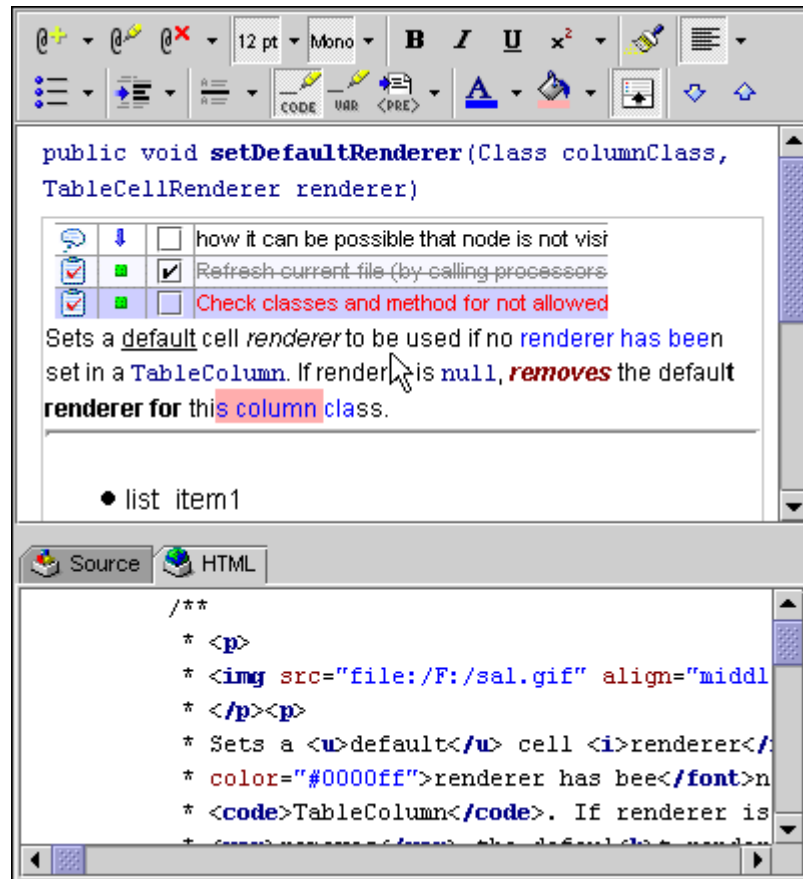 @ @ @ 12 pt Mono B I U x²
CODE VAR <PRE> A
public void setDefaultRenderer(Class columnClass,
TableCellRenderer renderer)
how it can be possible that node is not visi
Refresh current file (by calling processors
Check classes and method for not allowed
Sets a default cell renderer to be used if no renderer has been
set in a TableColumn. If render is null, removes the default
renderer for this column class.
● list item1
Source HTML
/**
* <p>
* <img src="file:/F:/sal.gif" align="middl
* </p><p>
* Sets a <u>default</u> cell <i>renderer</
* color="#0000ff">renderer has bee</font>n
* <code>TableColumn</code>. If renderer is